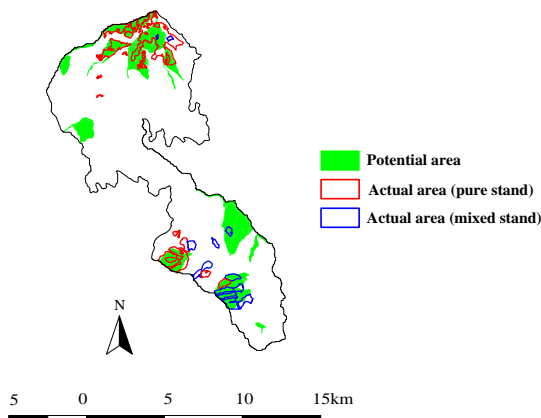 Potential area
Actual area (pure stand)
Actual area (mixed stand)
N
5 0 5 10 15km